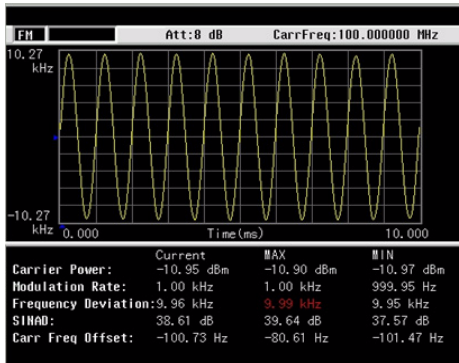 FM Att:8 dB CarrFreq:100.000000 MHz
10.27
kHz
-10.27
kHz 0.000 Time(ms) 10.000
Current MAX MIN
Carrier Power: -10.95 dBm -10.90 dBm -10.97 dBm
Modulation Rate: 1.00 kHz 1.00 kHz 999.95 Hz
Frequency Deviation:9.96 kHz 9.99 kHz 9.95 kHz
SINAD: 38.61 dB 39.64 dB 37.57 dB
Carr Freq Offset: -100.73 Hz -80.61 Hz -101.47 Hz